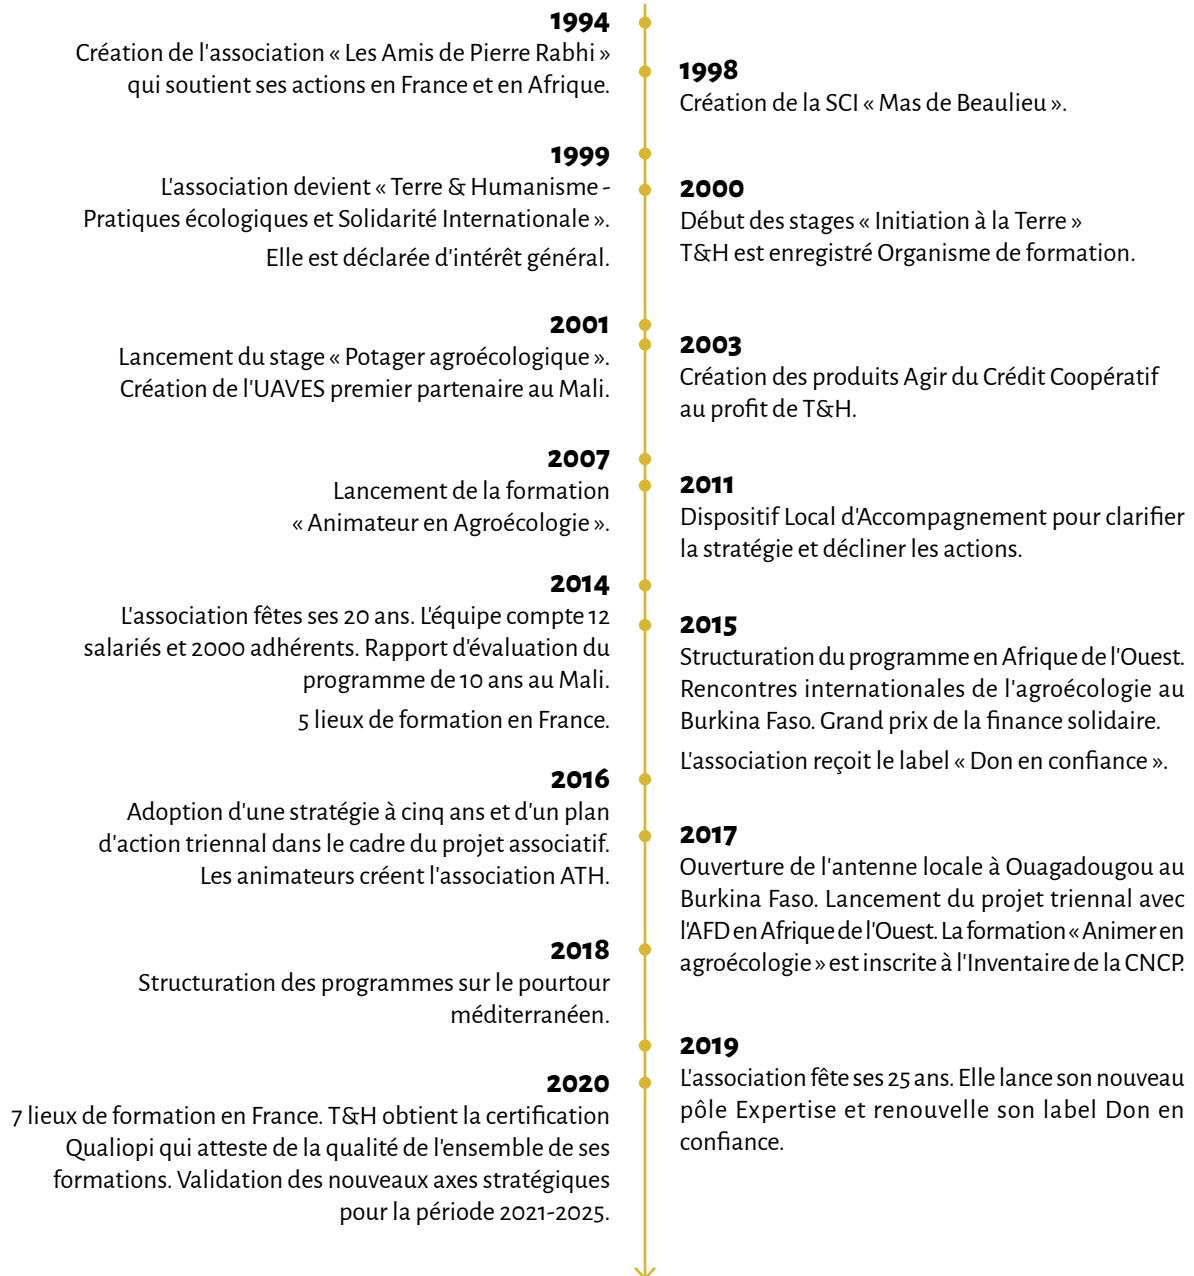 1994
Création de l'association « Les Amis de Pierre Rabhi »
qui soutient ses actions en France et en Afrique.
1998
Création de la SCI « Mas de Beaulieu ».
1999
L'association devient « Terre & Humanisme -
Pratiques écologiques et Solidarité Internationale ».
Elle est déclarée d'intérêt général.
2000
Début des stages « Initiation à la Terre »
T&H est enregistré Organisme de formation.
2001
Lancement du stage « Potager agroécologique ».
Création de l'UAVES premier partenaire au Mali.
2003
Création des produits Agir du Crédit Coopératif
au profit de T&H.
2007
Lancement de la formation
« Animateur en Agroécologie ».
2011
Dispositif Local d'Accompagnement pour clarifier
la stratégie et décliner les actions.
2014
L'association fêtes ses 20 ans. L'équipe compte 12
salariés et 2000 adhérents. Rapport d'évaluation du
programme de 10 ans au Mali.
5 lieux de formation en France.
2015
Structuration du programme en Afrique de l'Ouest.
Rencontres internationales de l'agroécologie au
Burkina Faso. Grand prix de la finance solidaire.
L'association reçoit le label « Don en confiance ».
2016
Adoption d'une stratégie à cinq ans et d'un plan
d'action triennal dans le cadre du projet associatif.
Les animateurs créent l'association ATH.
2017
Ouverture de l'antenne locale à Ouagadougou au
Burkina Faso. Lancement du projet triennal avec
l'AFD en Afrique de l'Ouest. La formation « Animer en
agroécologie » est inscrite à l'Inventaire de la CNCP.
2018
Structuration des programmes sur le pourtour
méditerranéen.
2019
L'association fête ses 25 ans. Elle lance son nouveau
pôle Expertise et renouvelle son label Don en
confiance.
2020
7 lieux de formation en France. T&H obtient la certification
Qualiopi qui atteste de la qualité de l'ensemble de ses
formations. Validation des nouveaux axes stratégiques
pour la période 2021-2025.